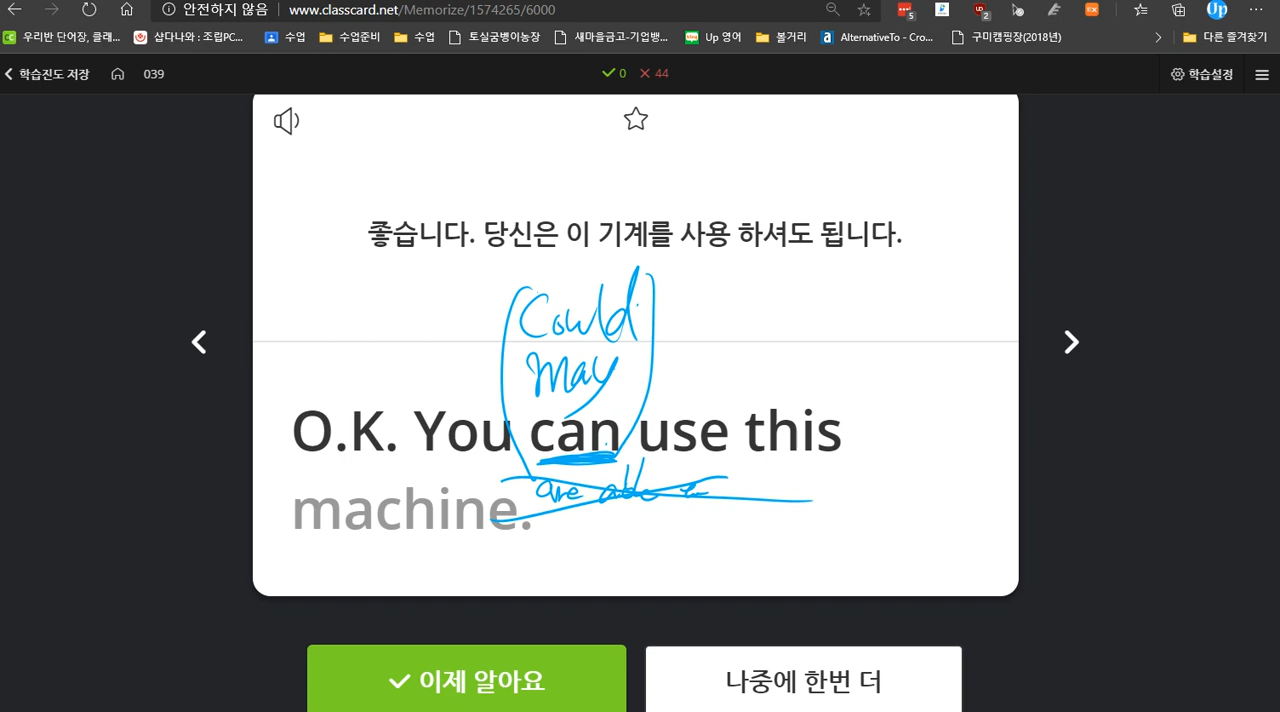 안전하지 않음 www.classcard.net/Memorize/1574265/6000
우리반 단어장, 클래... 샵다나와 : 조립PC... 수업 수업준비 수업 토실굼벵이농장 새마을금고-기업뱅... Up 영어 볼거리 AlternativeTo - Cro... 구미캠핑장(2018년) 다른 즐겨찾기
학습진도 저장 039 0 44 학습설정
좋습니다. 당신은 이 기계를 사용 하셔도 됩니다.
Could
may
O.K. You can use this
are able to
machine.
이제 알아요 나중에 한번 더